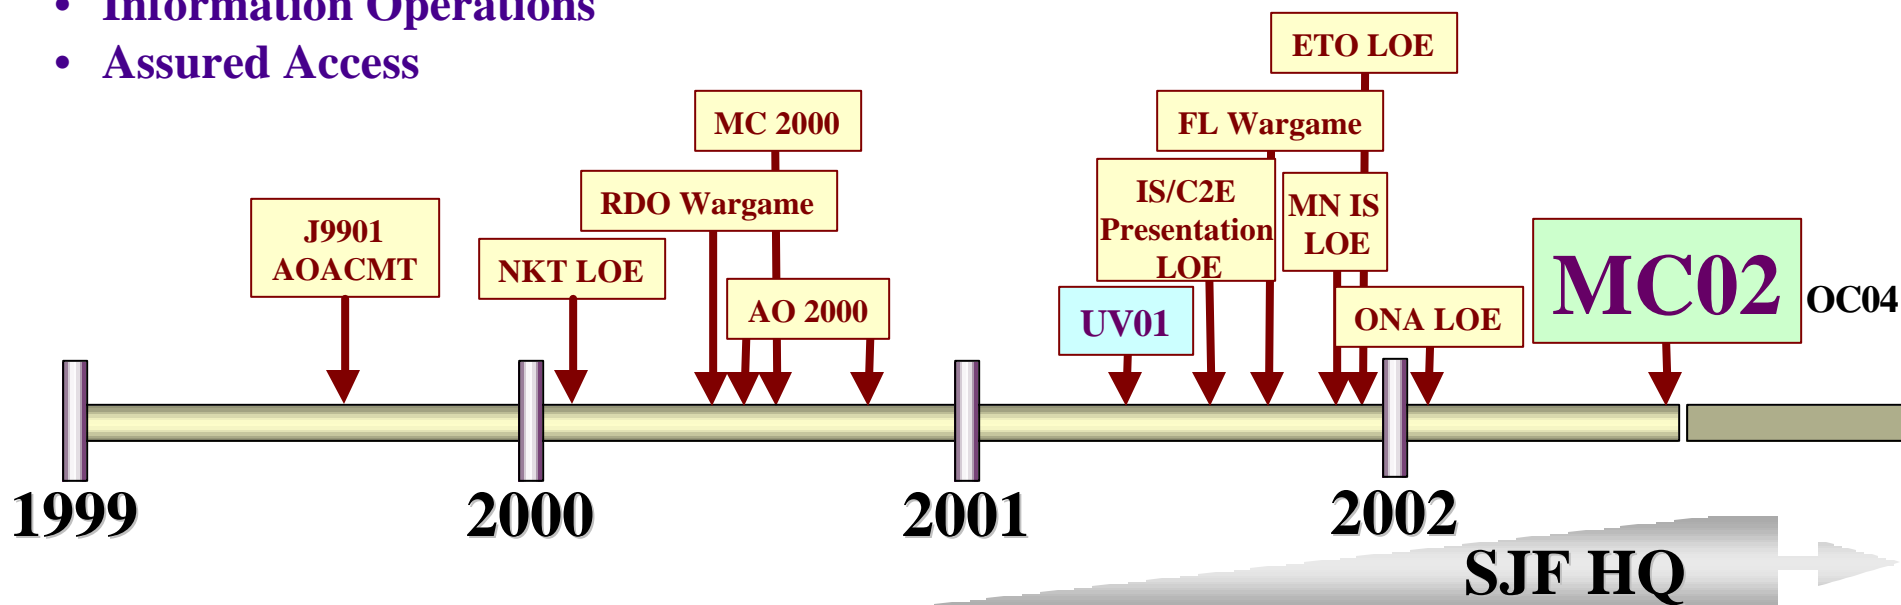 • Information Operations
• Assured Access
ETO LOE
MC 2000
FL Wargame
RDO Wargame
IS/C2E
Presentation
LOE
MN IS
LOE
J9901
AOACMT
NKT LOE
AO 2000
UV01
ONA LOE
MC02
OC04
1999
2000
2001
2002
SJF HQ